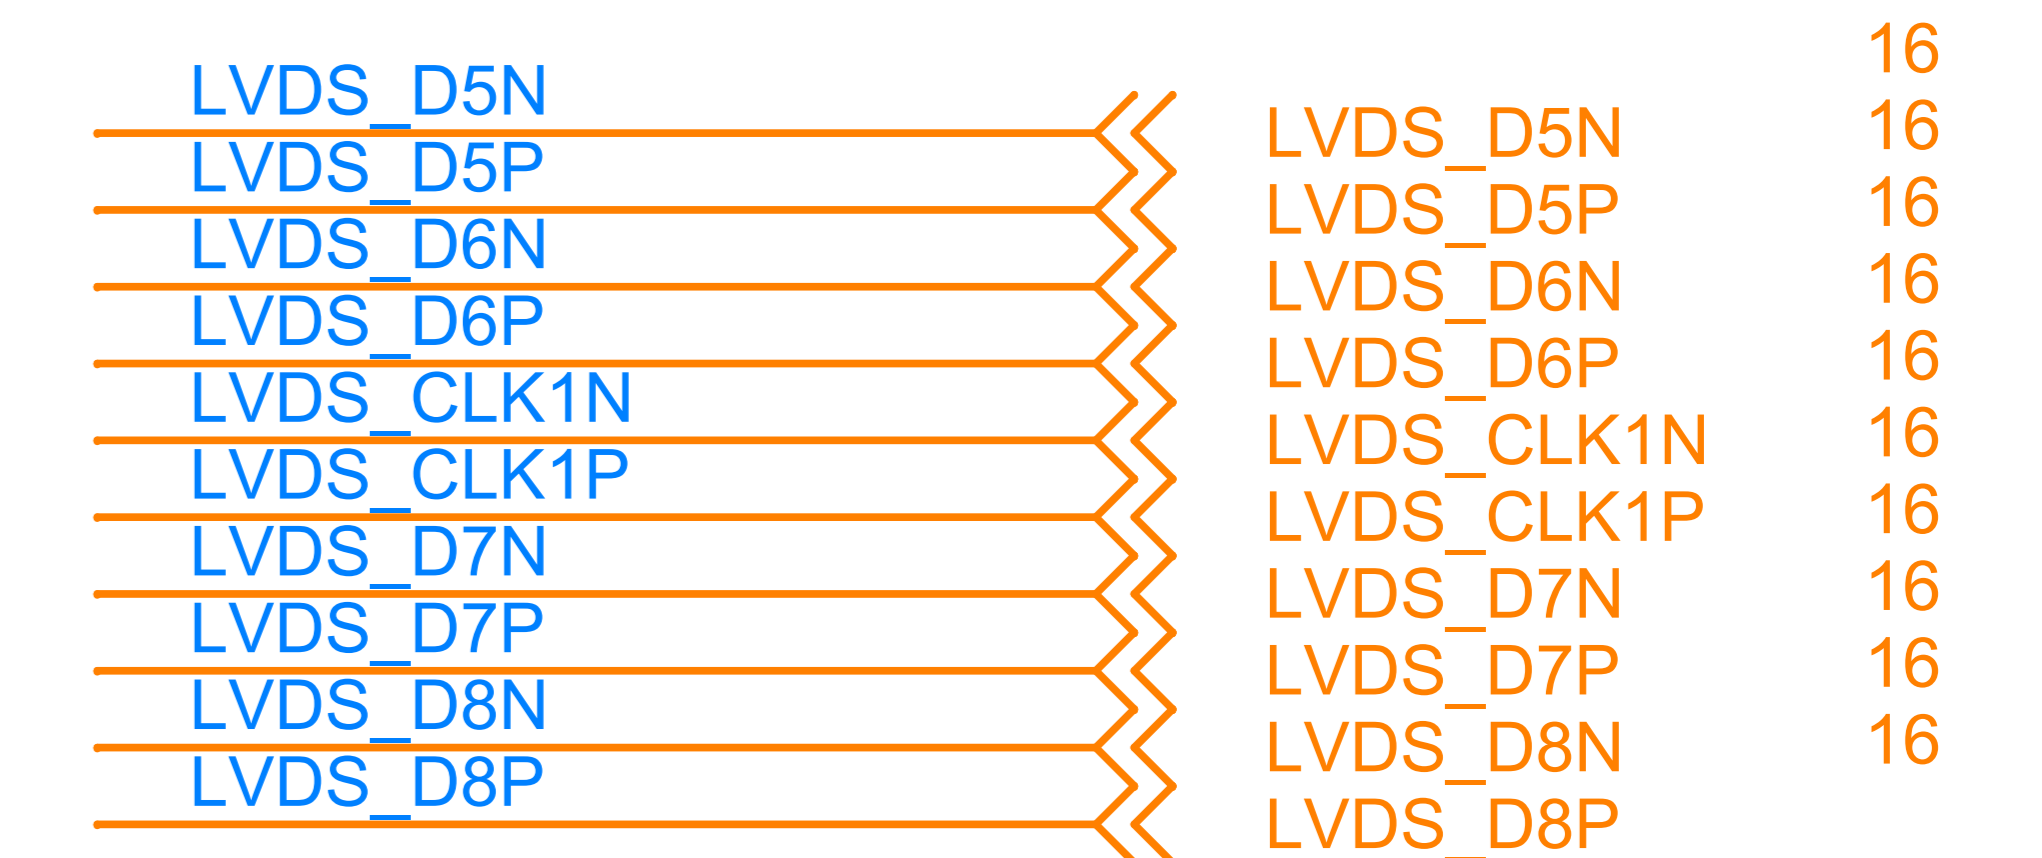 16
LVDS_D5N LVDS_D5N 16
LVDS_D5P LVDS_D5P 16
LVDS_D6N LVDS_D6N 16
LVDS_D6P LVDS_D6P 16
LVDS_CLK1N LVDS_CLK1N 16
LVDS_CLK1P LVDS_CLK1P 16
LVDS_D7N LVDS_D7N 16
LVDS_D7P LVDS_D7P 16
LVDS_D8N LVDS_D8N 16
LVDS_D8P LVDS_D8P